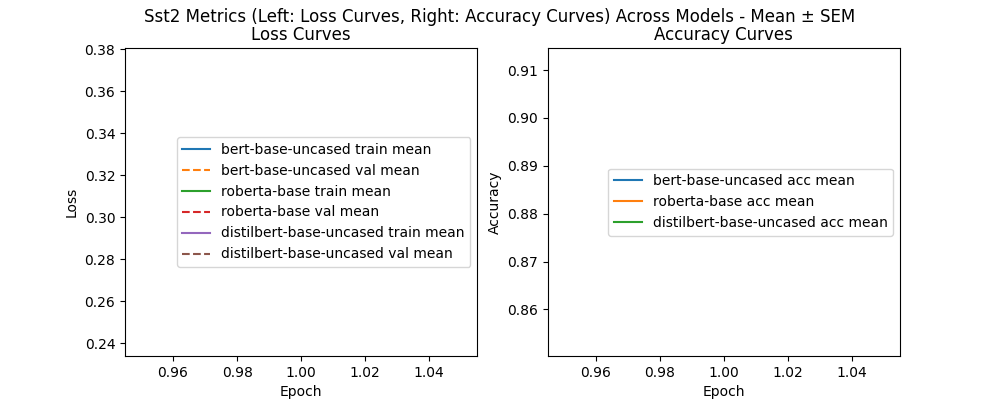 Sst2 Metrics (Left: Loss Curves, Right: Accuracy Curves) Across Models - Mean ± SEM
Loss Curves
0.38
0.36
0.34
0.32
0.30
0.28
0.26
0.24
Loss
bert-base-uncased train mean
bert-base-uncased val mean
roberta-base train mean
roberta-base val mean
distilbert-base-uncased train mean
distilbert-base-uncased val mean
0.96 0.98 1.00 1.02 1.04
Epoch
Accuracy Curves
0.91
0.90
0.89
0.88
0.87
0.86
Accuracy
bert-base-uncased acc mean
roberta-base acc mean
distilbert-base-uncased acc mean
0.96 0.98 1.00 1.02 1.04
Epoch